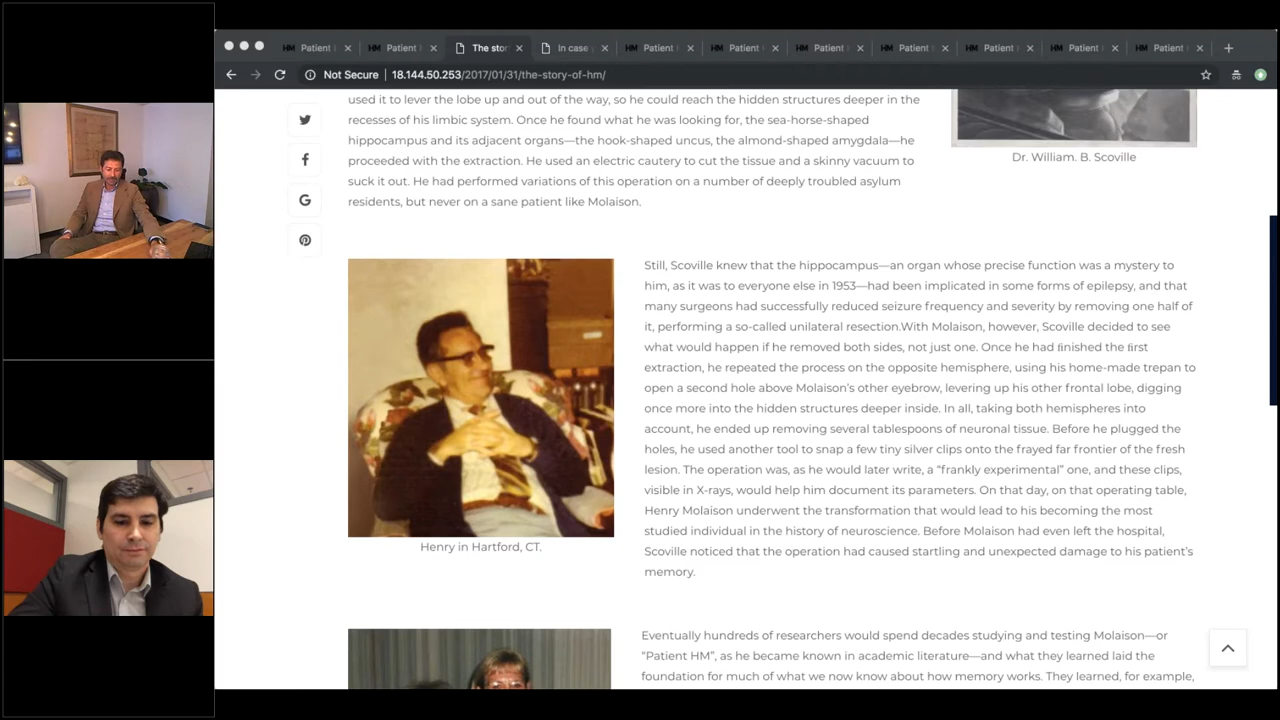 HM Patient
HM Patient
The sto
In case
HM Patient
HM Patient
HM Patient
HM Patient
HM Patient
HM Patient
HM Patient
Not Secure | 18.144.50.253/2017/01/31/the-story-of-hm/
used it to lever the lobe up and out of the way, so he could reach the hidden structures deeper in the
recesses of his limbic system. Once he found what he was looking for, the sea-horse-shaped
hippocampus and its adjacent organs—the hook-shaped uncus, the almond-shaped amygdala—he
proceeded with the extraction. He used an electric cautery to cut the tissue and a skinny vacuum to
suck it out. He had performed variations of this operation on a number of deeply troubled asylum
residents, but never on a sane patient like Molaison.
Dr. William. B. Scoville
Still, Scoville knew that the hippocampus—an organ whose precise function was a mystery to
him, as it was to everyone else in 1953—had been implicated in some forms of epilepsy, and that
many surgeons had successfully reduced seizure frequency and severity by removing one half of
it, performing a so-called unilateral resection.With Molaison, however, Scoville decided to see
what would happen if he removed both sides, not just one. Once he had finished the first
extraction, he repeated the process on the opposite hemisphere, using his home-made trepan to
open a second hole above Molaison's other eyebrow, levering up his other frontal lobe, digging
once more into the hidden structures deeper inside. In all, taking both hemispheres into
account, he ended up removing several tablespoons of neuronal tissue. Before he plugged the
holes, he used another tool to snap a few tiny silver clips onto the frayed far frontier of the fresh
lesion. The operation was, as he would later write, a "frankly experimental" one, and these clips,
visible in X-rays, would help him document its parameters. On that day, on that operating table,
Henry Molaison underwent the transformation that would lead to his becoming the most
studied individual in the history of neuroscience. Before Molaison had even left the hospital,
Scoville noticed that the operation had caused startling and unexpected damage to his patient's
memory.
Henry in Hartford, CT.
Eventually hundreds of researchers would spend decades studying and testing Molaison—or
"Patient HM", as he became known in academic literature—and what they learned laid the
foundation for much of what we now know about how memory works. They learned, for example,